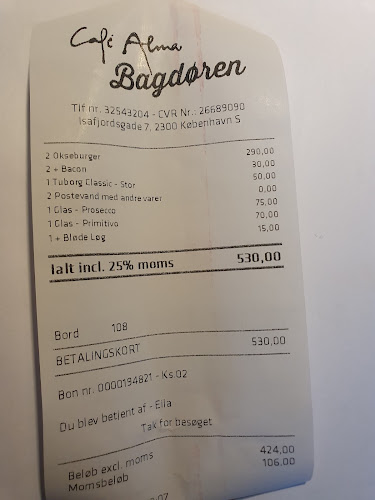 Café Alma
Bagdøren
Tlf nr. 32543204 - CVR Nr.: 26689090
Isafjordsgade 7, 2300 København S
2 Okseburger 290,00
2 + Bacon 30,00
1 Tuborg Classic - Stor 50,00
2 Postevand med andre varer 0,00
1 Glas - Prosecco 75,00
1 Glas - Primitivo 70,00
1 + Bløde Løg 15,00
Ialt incl. 25% moms 530,00
Bord 108
BETALINGSKORT 530,00
Bon nr. 0000194821 - Ks.02
Du blev betjent af - Ella
Tak for besøget
Beløb excl. moms 424,00
Momsbeløb 106,00